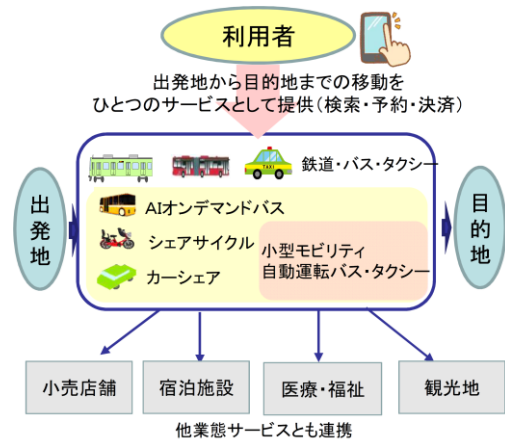 利用者
出発地から目的地までの移動を
ひとつのサービスとして提供(検索・予約・決済)
TAXI
鉄道・バス・タクシー
出発地
AIオンデマンドバス
シェアサイクル
カーシェア
小型モビリティ
自動運転バス・タクシー
目的地
小売店舗
宿泊施設
医療・福祉
観光地
他業態サービスとも連携